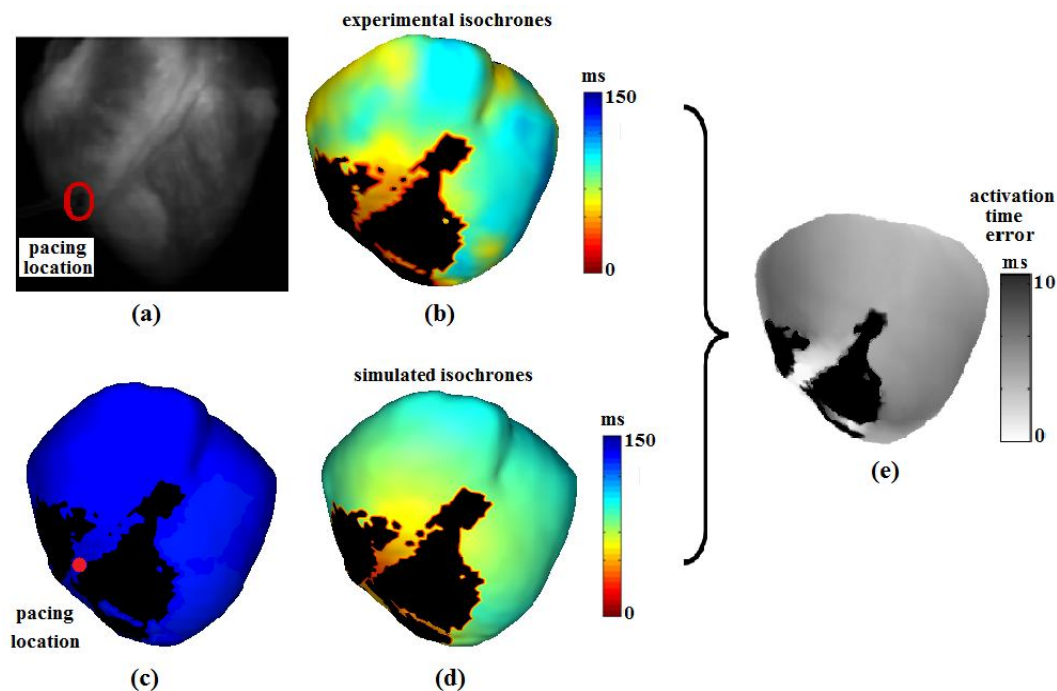 experimental isochrones
ms
150
0
pacing
location
(a)
(b)
activation
time
error
ms
10
0
(e)
simulated isochrones
150
0
pacing
location
(c)
(d)